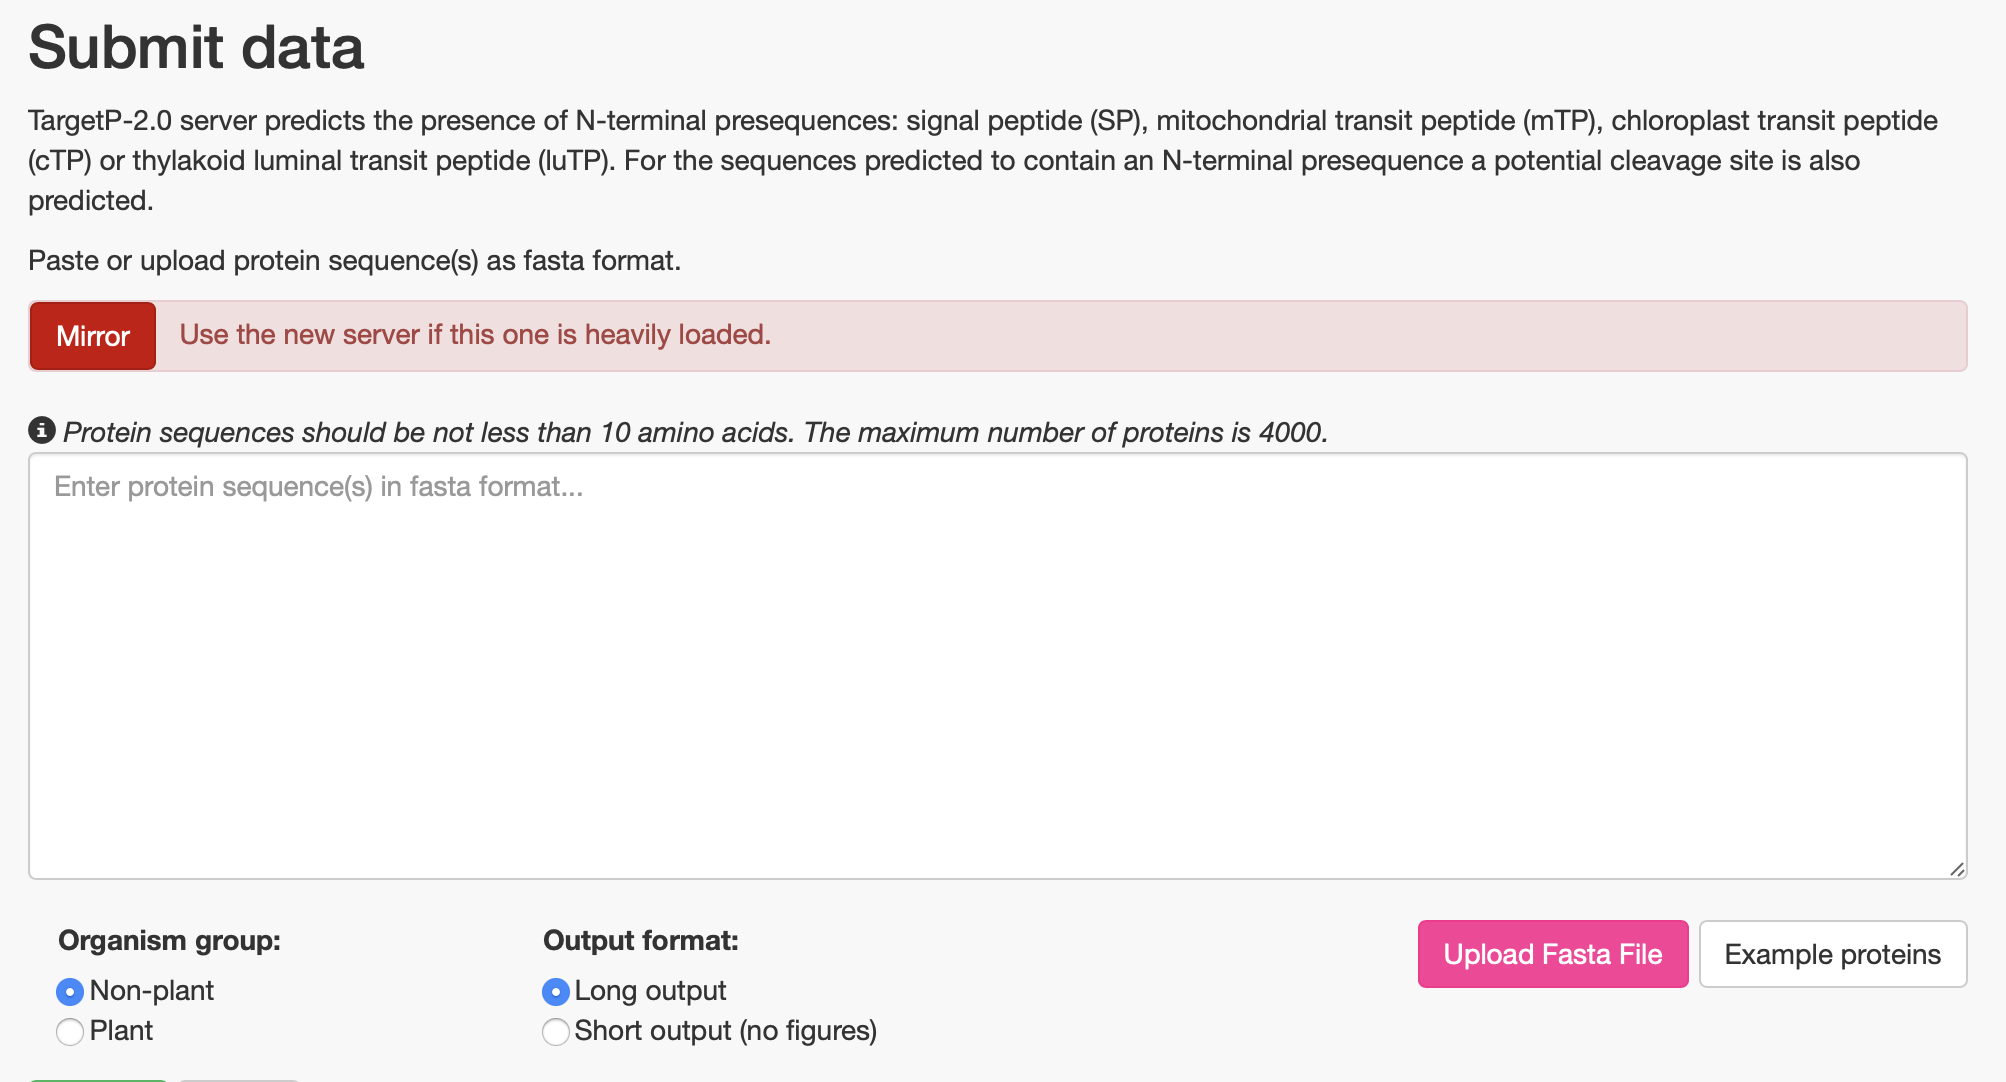 Submit data
TargetP-2.0 server predicts the presence of N-terminal presequences: signal peptide (SP), mitochondrial transit peptide (mTP), chloroplast transit peptide
(cTP) or thylakoid luminal transit peptide (luTP). For the sequences predicted to contain an N-terminal presequence a potential cleavage site is also
predicted.
Paste or upload protein sequence(s) as fasta format.
Mirror Use the new server if this one is heavily loaded.
Protein sequences should be not less than 10 amino acids. The maximum number of proteins is 4000.
Enter protein sequence(s) in fasta format...
Organism group: Output format: Upload Fasta File Example proteins
Non-plant Long output
Plant Short output (no figures)